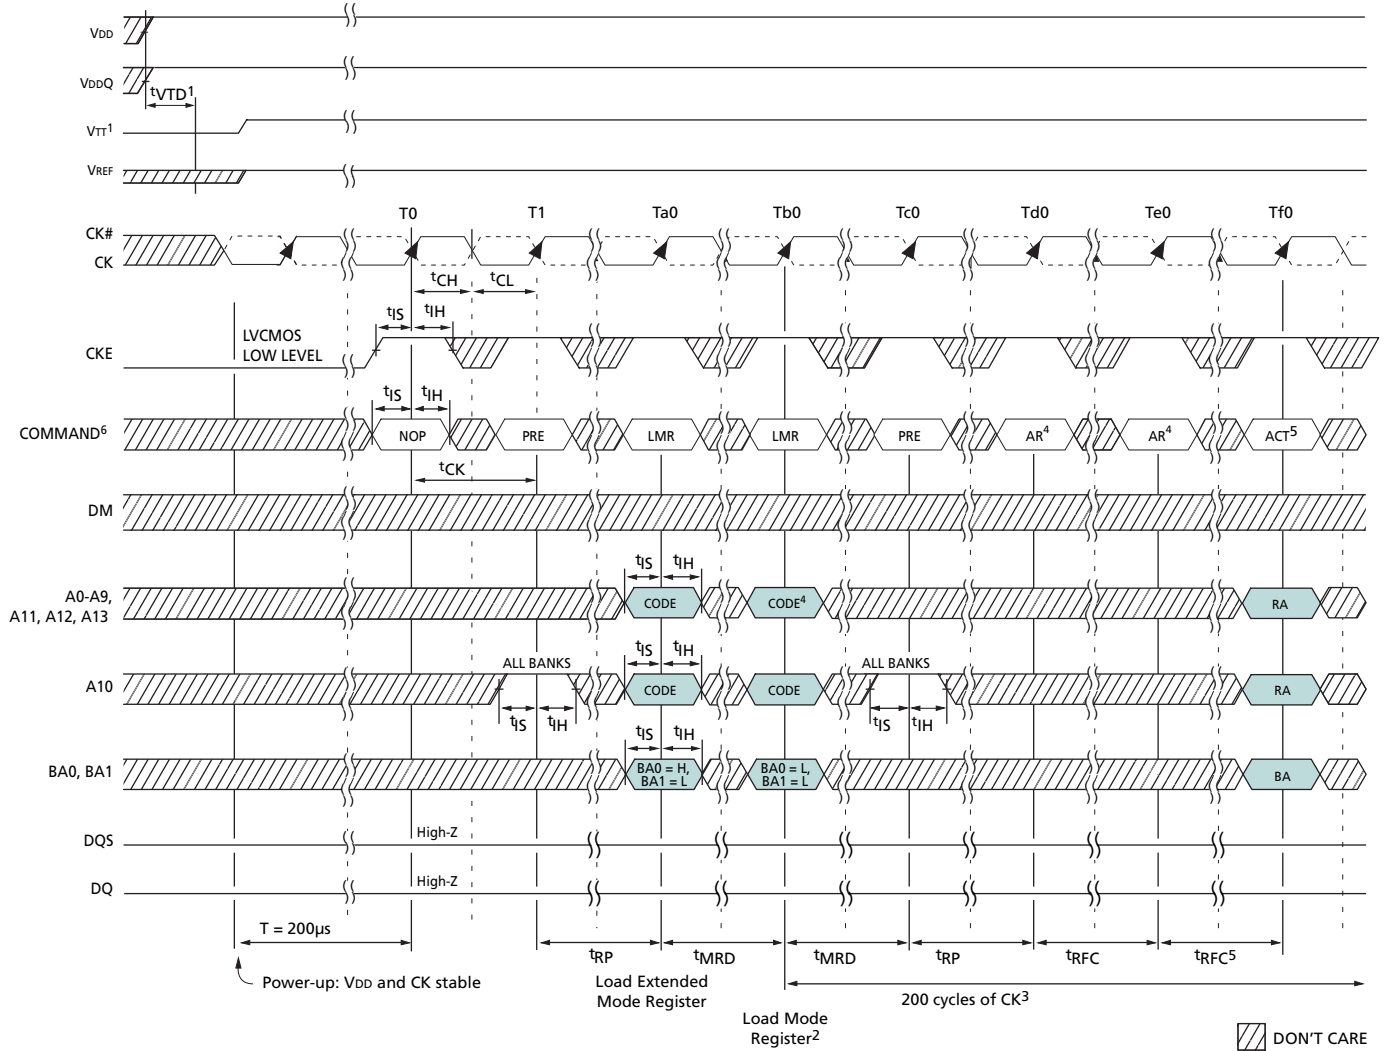 VDD
VDDQ
tVTD1
VTT1
VREF
T0 T1 Ta0 Tb0 Tc0 Td0 Te0 Tf0
CK#
CK
tCH tCL
tIS tIH
LVCMOS
LOW LEVEL
CKE
tIS tIH
COMMAND6
NOP PRE LMR LMR PRE AR4 AR4 ACT5
tCK
DM
tIS tIH
A0-A9,
A11, A12, A13
CODE CODE4 RA
tIS tIH
ALL BANKS ALL BANKS
A10
CODE CODE RA
tIS tIH tIS tIH
tIS tIH
BA0, BA1
BA0 = H,
BA1 = L
BA0 = L,
BA1 = L
BA
DQS
High-Z
DQ
High-Z
T = 200µs
tRP tMRD tMRD tRP tRFC tRFC5
Power-up: VDD and CK stable
Load Extended
Mode Register
200 cycles of CK3
Load Mode
Register2
DON'T CARE